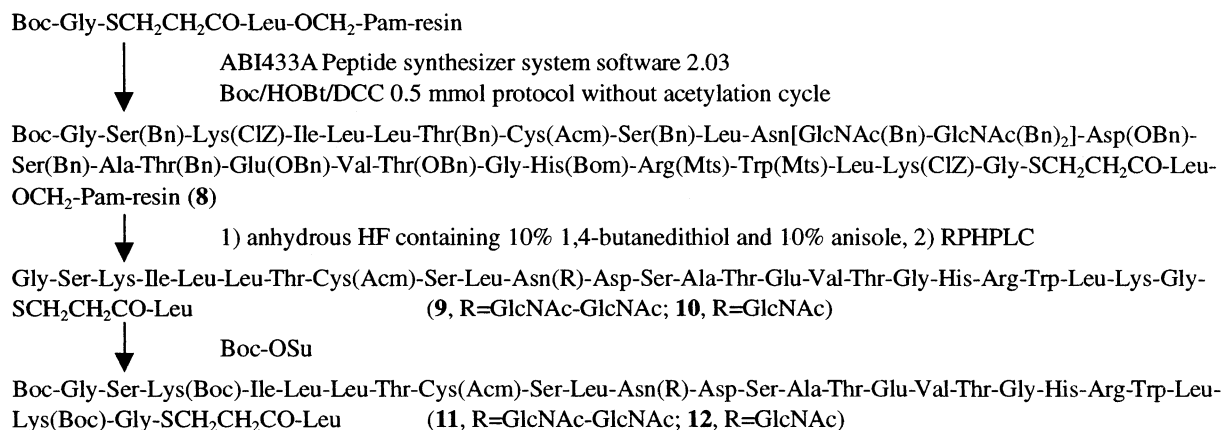 Boc-Gly-SCH2CH2CO-Leu-OCH2-Pam-resin
ABI433A Peptide synthesizer system software 2.03
Boc/HOBt/DCC 0.5 mmol protocol without acetylation cycle
Boc-Gly-Ser(Bn)-Lys(ClZ)-Ile-Leu-Leu-Thr(Bn)-Cys(Acm)-Ser(Bn)-Leu-Asn[GlcNAc(Bn)-GlcNAc(Bn)2]-Asp(OBn)-
Ser(Bn)-Ala-Thr(Bn)-Glu(OBn)-Val-Thr(OBn)-Gly-His(Bom)-Arg(Mts)-Trp(Mts)-Leu-Lys(ClZ)-Gly-SCH2CH2CO-Leu-
OCH2-Pam-resin (8)
1) anhydrous HF containing 10% 1,4-butanedithiol and 10% anisole, 2) RPHPLC
Gly-Ser-Lys-Ile-Leu-Leu-Thr-Cys(Acm)-Ser-Leu-Asn(R)-Asp-Ser-Ala-Thr-Glu-Val-Thr-Gly-His-Arg-Trp-Leu-Lys-Gly-
SCH2CH2CO-Leu (9, R=GlcNAc-GlcNAc; 10, R=GlcNAc)
Boc-OSu
Boc-Gly-Ser-Lys(Boc)-Ile-Leu-Leu-Thr-Cys(Acm)-Ser-Leu-Asn(R)-Asp-Ser-Ala-Thr-Glu-Val-Thr-Gly-His-Arg-Trp-Leu-
Lys(Boc)-Gly-SCH2CH2CO-Leu (11, R=GlcNAc-GlcNAc; 12, R=GlcNAc)